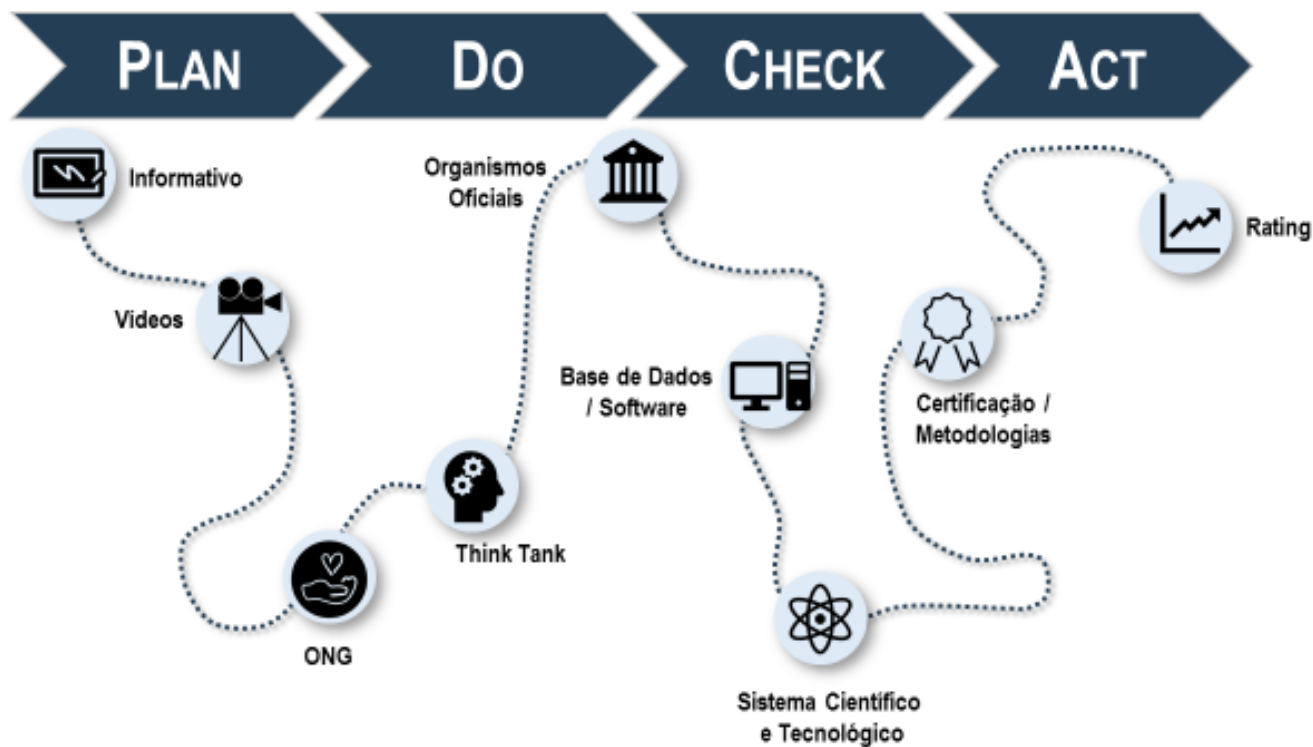 PLAN
DO
CHECK
ACT
Informativo
Videos
ONG
Think Tank
Organismos
Oficiais
Base de Dados
/ Software
Sistema Científico
e Tecnológico
Certificação /
Metodologias
Rating